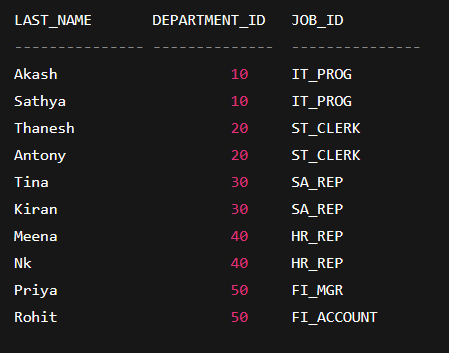 LAST_NAME       DEPARTMENT_ID   JOB_ID
--------------- --------------  ---------------
Akash                    10     IT_PROG
Sathya                   10     IT_PROG
Thanesh                  20     ST_CLERK
Antony                   20     ST_CLERK
Tina                     30     SA_REP
Kiran                    30     SA_REP
Meena                    40     HR_REP
Nk                       40     HR_REP
Priya                    50     FI_MGR
Rohit                    50     FI_ACCOUNT